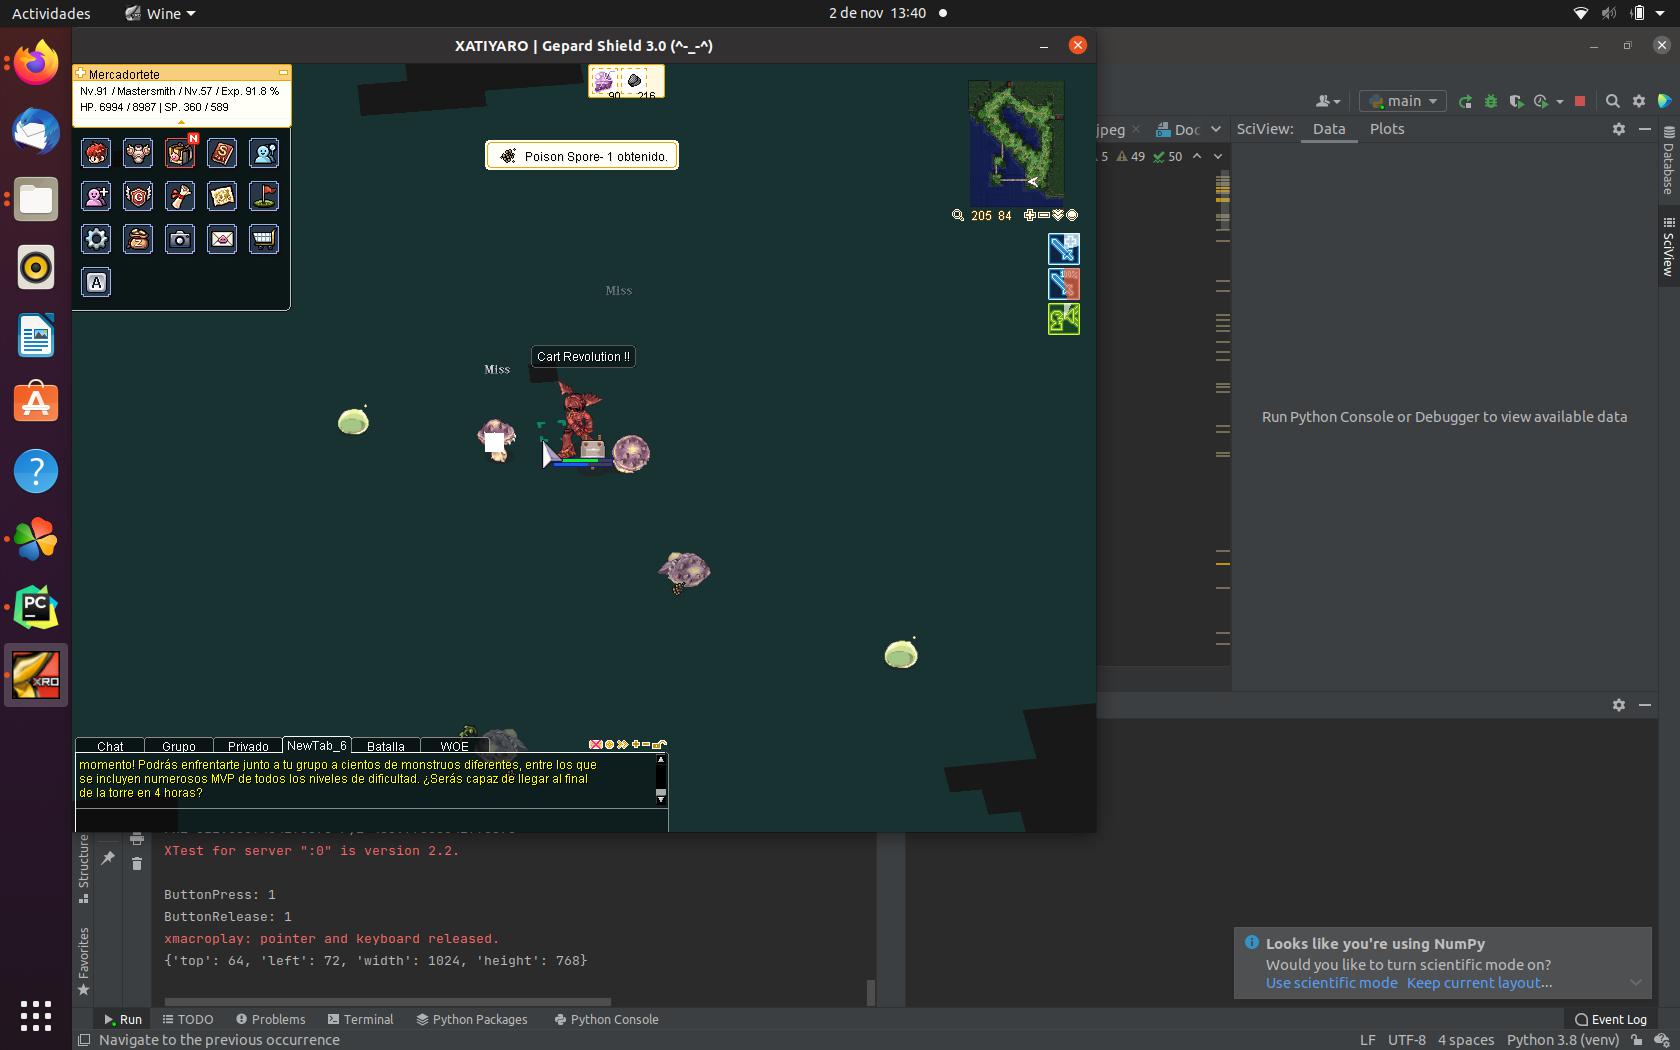 Actividades
Wine
2 de nov 13:40
XATIYARO | Gepard Shield 3.0 (^-_-^)
Mercadortete
Nv.91 / Mastersmith / Nv.57 / Exp. 91.8 %
HP. 6994 / 8987 | SP. 360 / 589
N
A
90 216
Poison Spore- 1 obtenido.
205 84
100%
Miss
Cart Revolution !!
Miss
Chat
Grupo
Privado
NewTab_6
Batalla
WOE
momento! Podrás enfrentarte junto a tu grupo a cientos de monstruos diferentes, entre los que
se incluyen numerosos MVP de todos los niveles de dificultad. ¿Serás capaz de llegar al final
de la torre en 4 horas?
main
jpeg
Doc
SciView: Data Plots
5 49 50
Database
SciView
Run Python Console or Debugger to view available data
PC
XRO
Structure
Favorites
XTest for server ":0" is version 2.2.
ButtonPress: 1
ButtonRelease: 1
xmacroplay: pointer and keyboard released.
{'top': 64, 'left': 72, 'width': 1024, 'height': 768}
Looks like you're using NumPy
Would you like to turn scientific mode on?
Use scientific mode Keep current layout...
Run TODO Problems Terminal Python Packages Python Console
Event Log
Navigate to the previous occurrence
LF UTF-8 4 spaces Python 3.8 (venv)